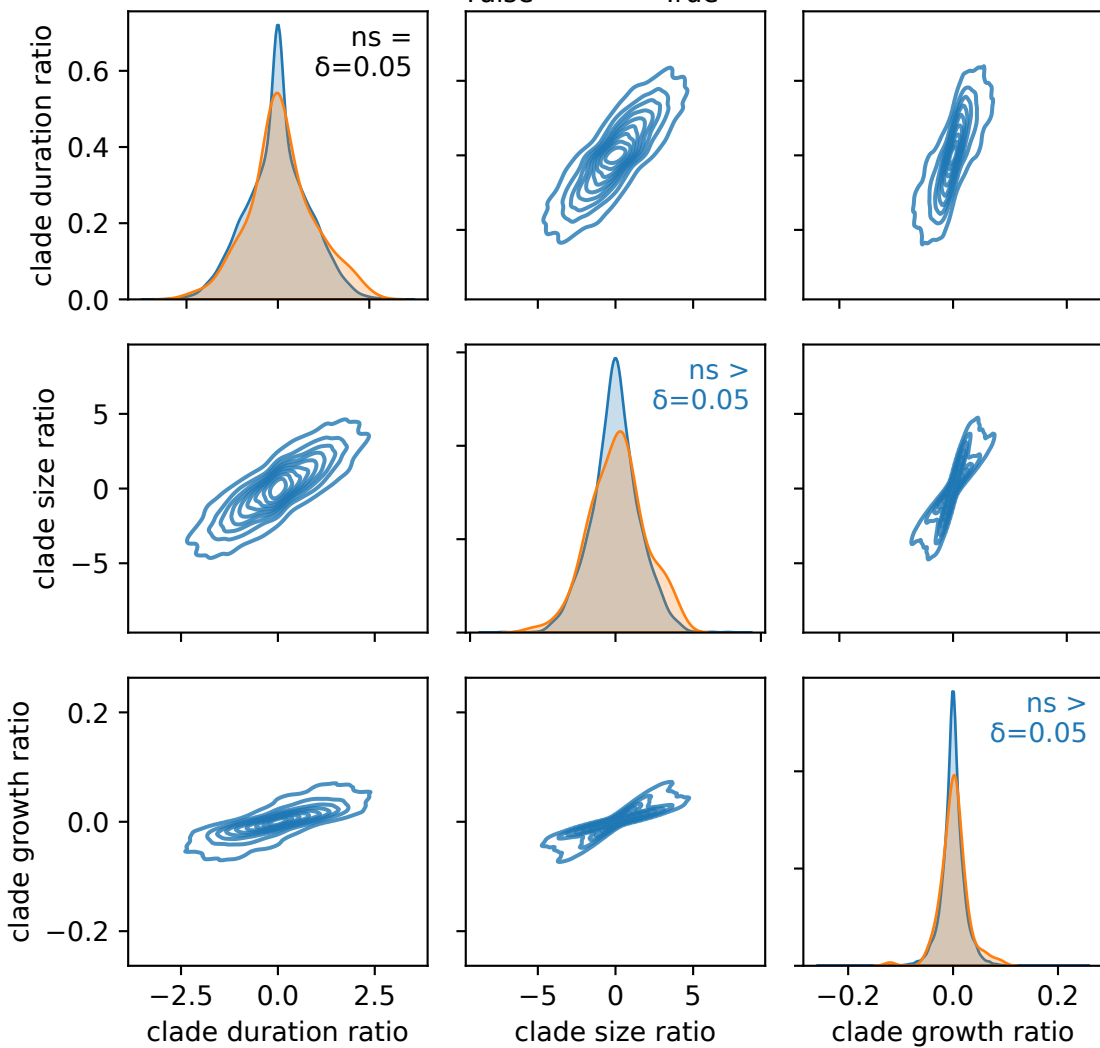 clade duration ratio
0.6
0.4
0.2
0.0
ns =
δ=0.05
clade size ratio
5
0
−5
ns >
δ=0.05
clade growth ratio
0.2
0.0
−0.2
ns >
δ=0.05
−2.5 0.0 2.5
−5 0 5
−0.2 0.0 0.2
clade duration ratio
clade size ratio
clade growth ratio